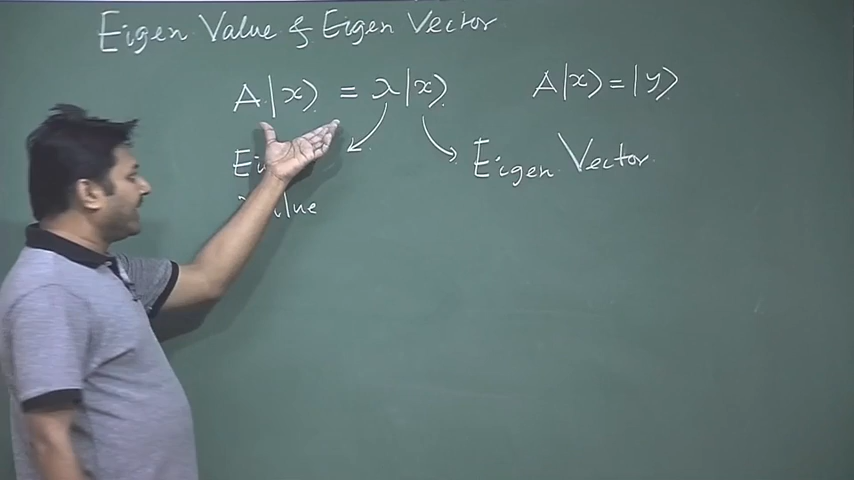 Eigen Value & Eigen Vector
A|x⟩ = λ|x⟩ A|x⟩ = |y⟩
Eigen Vector